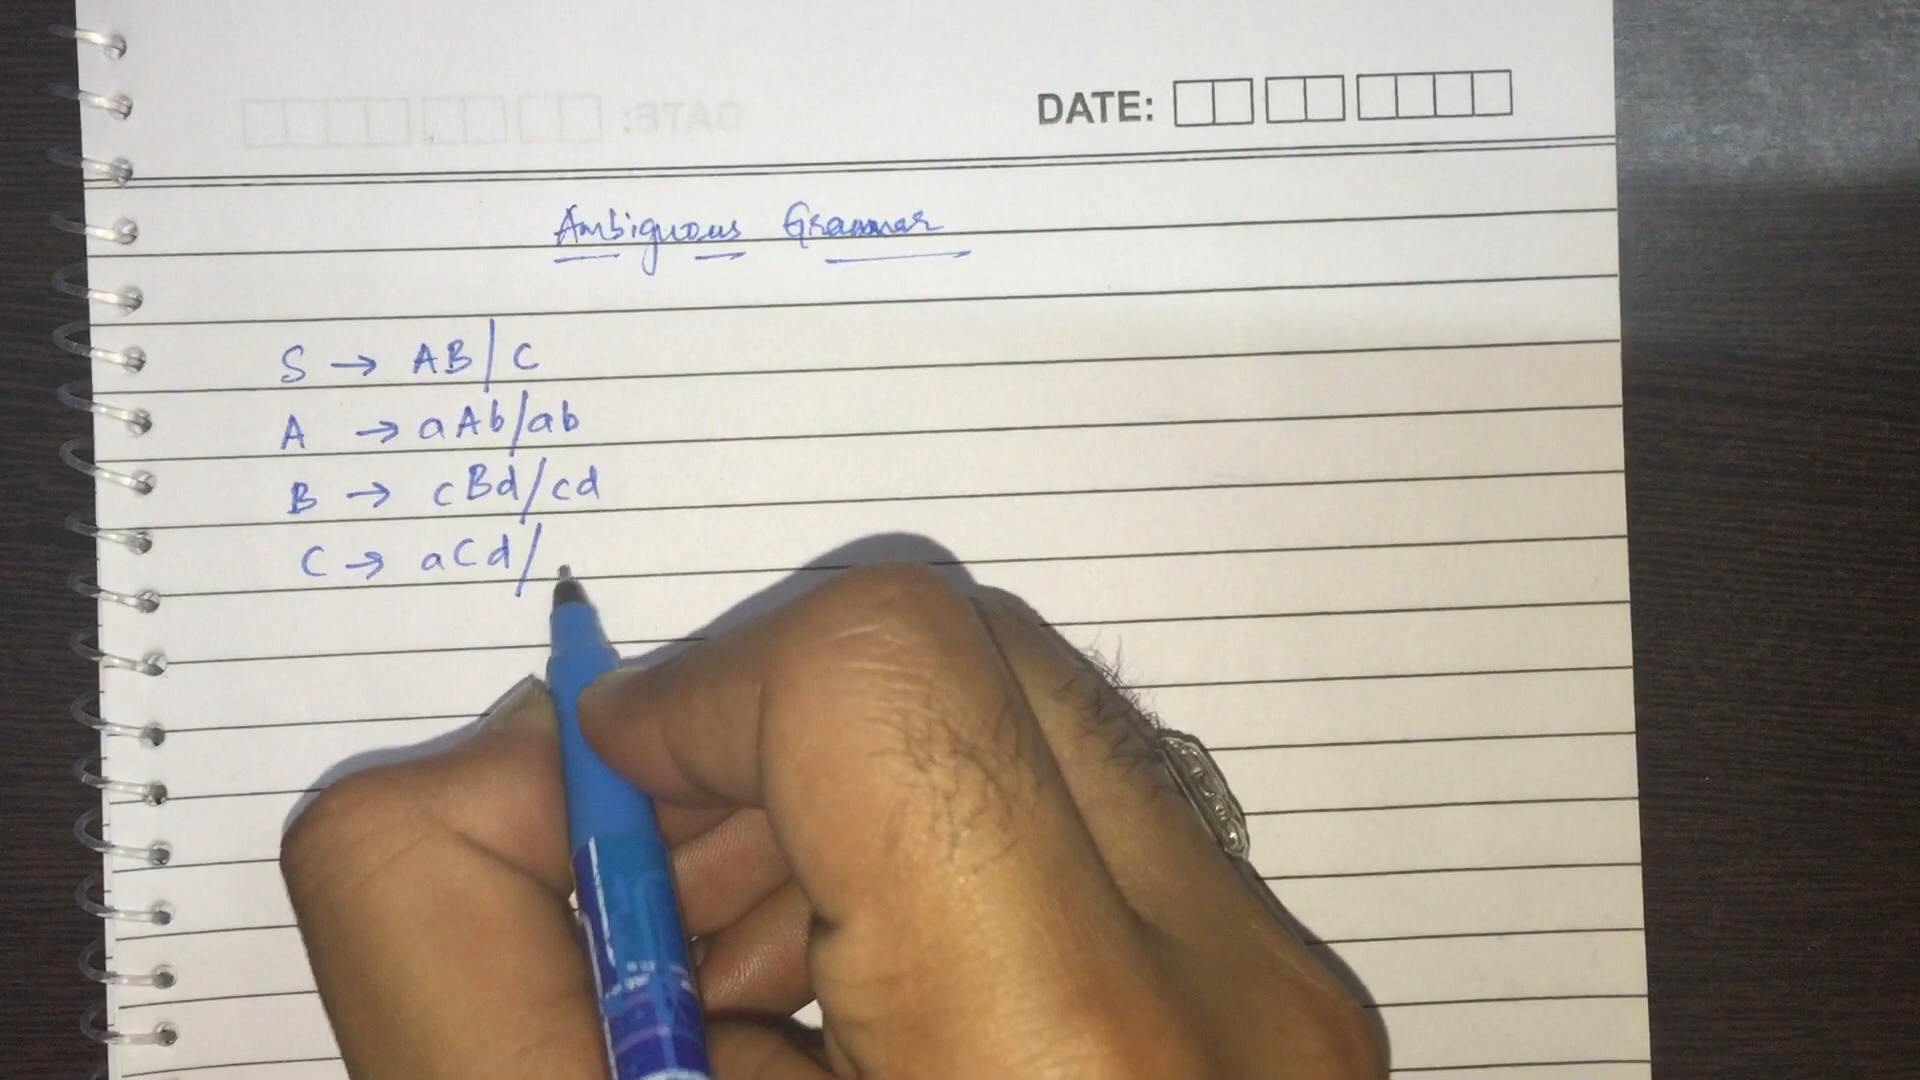 DATE:
Ambiguous Grammar
S → AB/C
A → aAb/ab
B → cBd/cd
C → aCd/